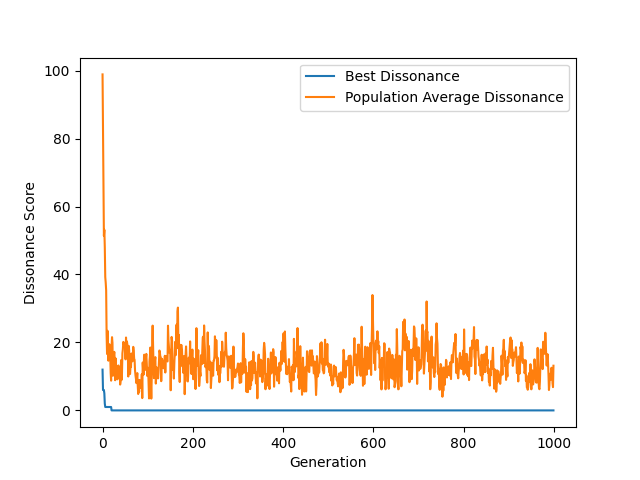 Best Dissonance
Population Average Dissonance
100
80
60
40
20
0
Dissonance Score
0 200 400 600 800 1000
Generation